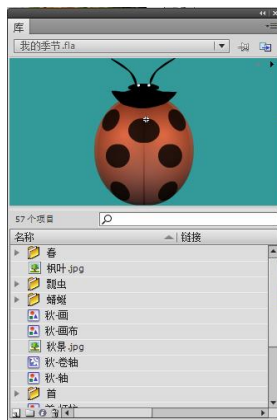 库
我的季节.fla
57 个项目
名称 链接
春
枫叶.jpg
瓢虫
蜻蜓
秋-画
秋-画布
秋景.jpg
秋-卷轴
秋-轴
首